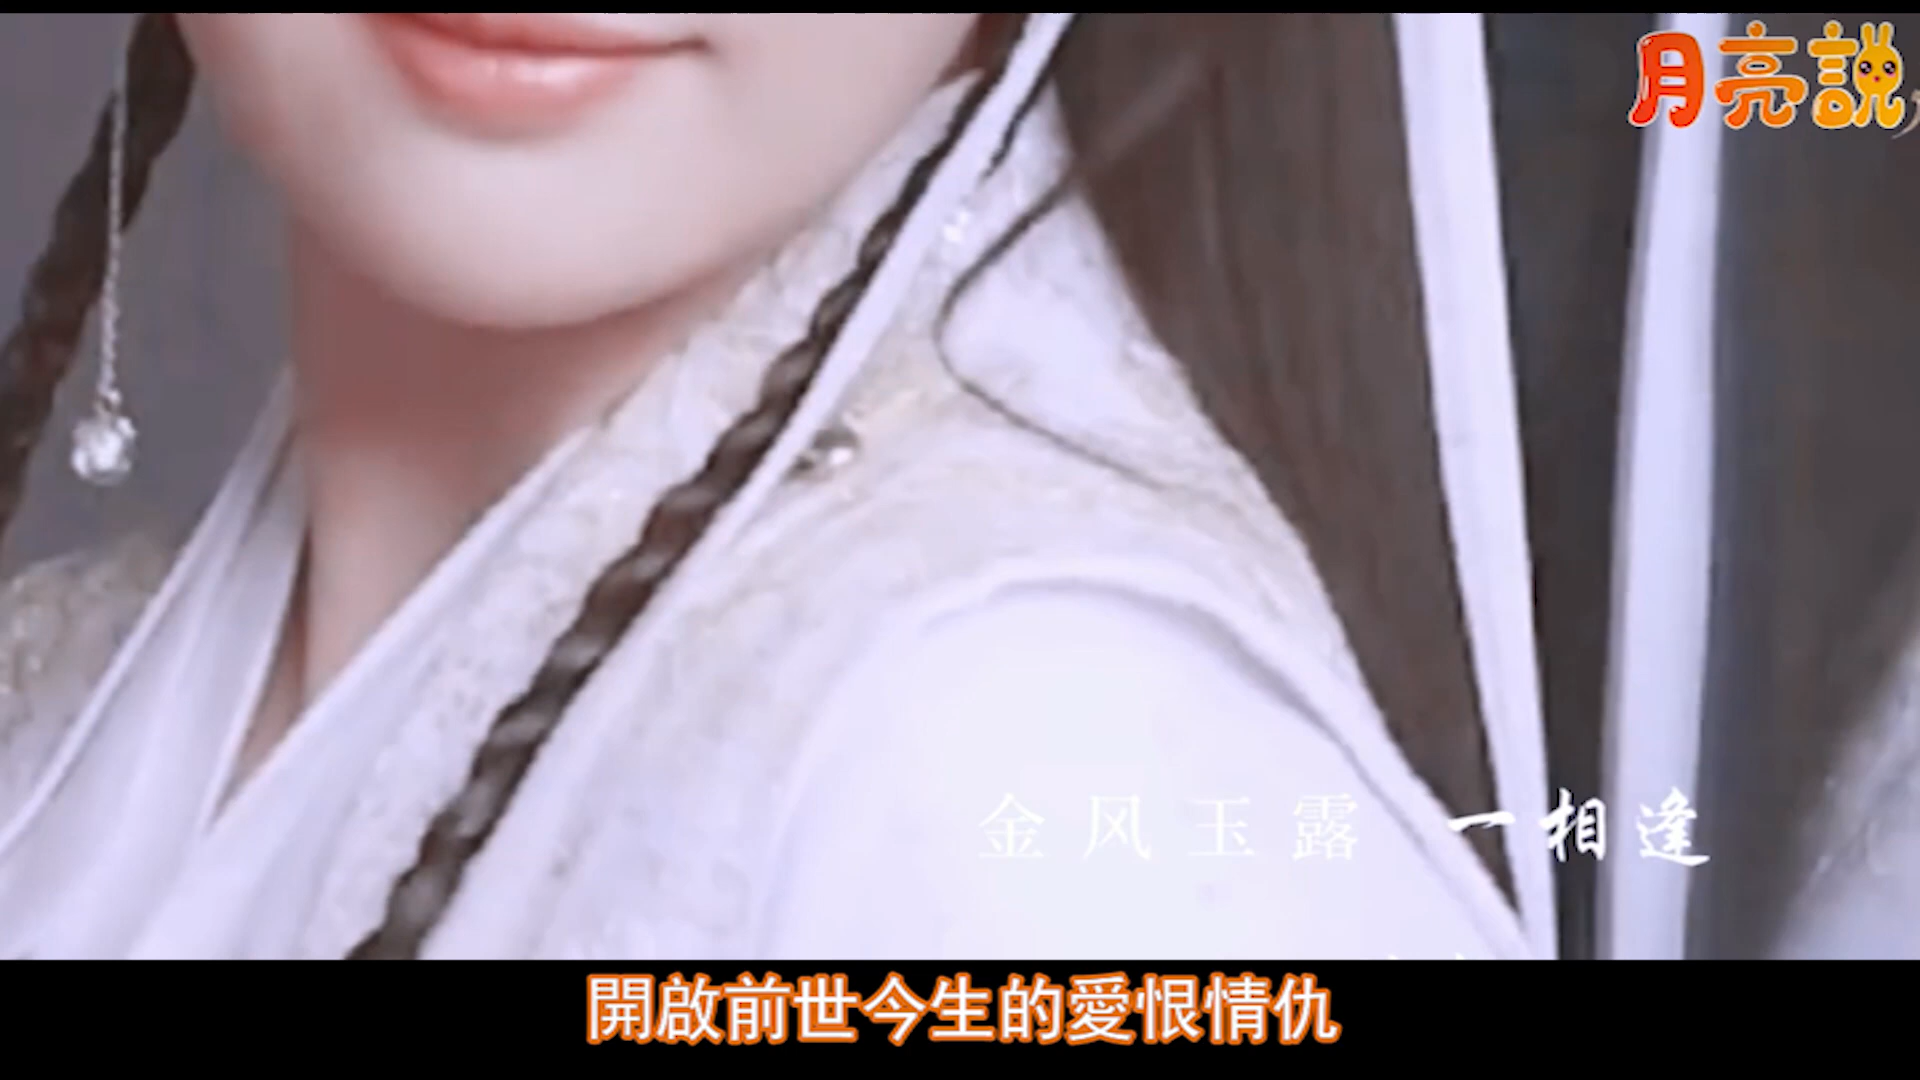 月亮說
金风玉露 一相逢
開啟前世今生的愛恨情仇